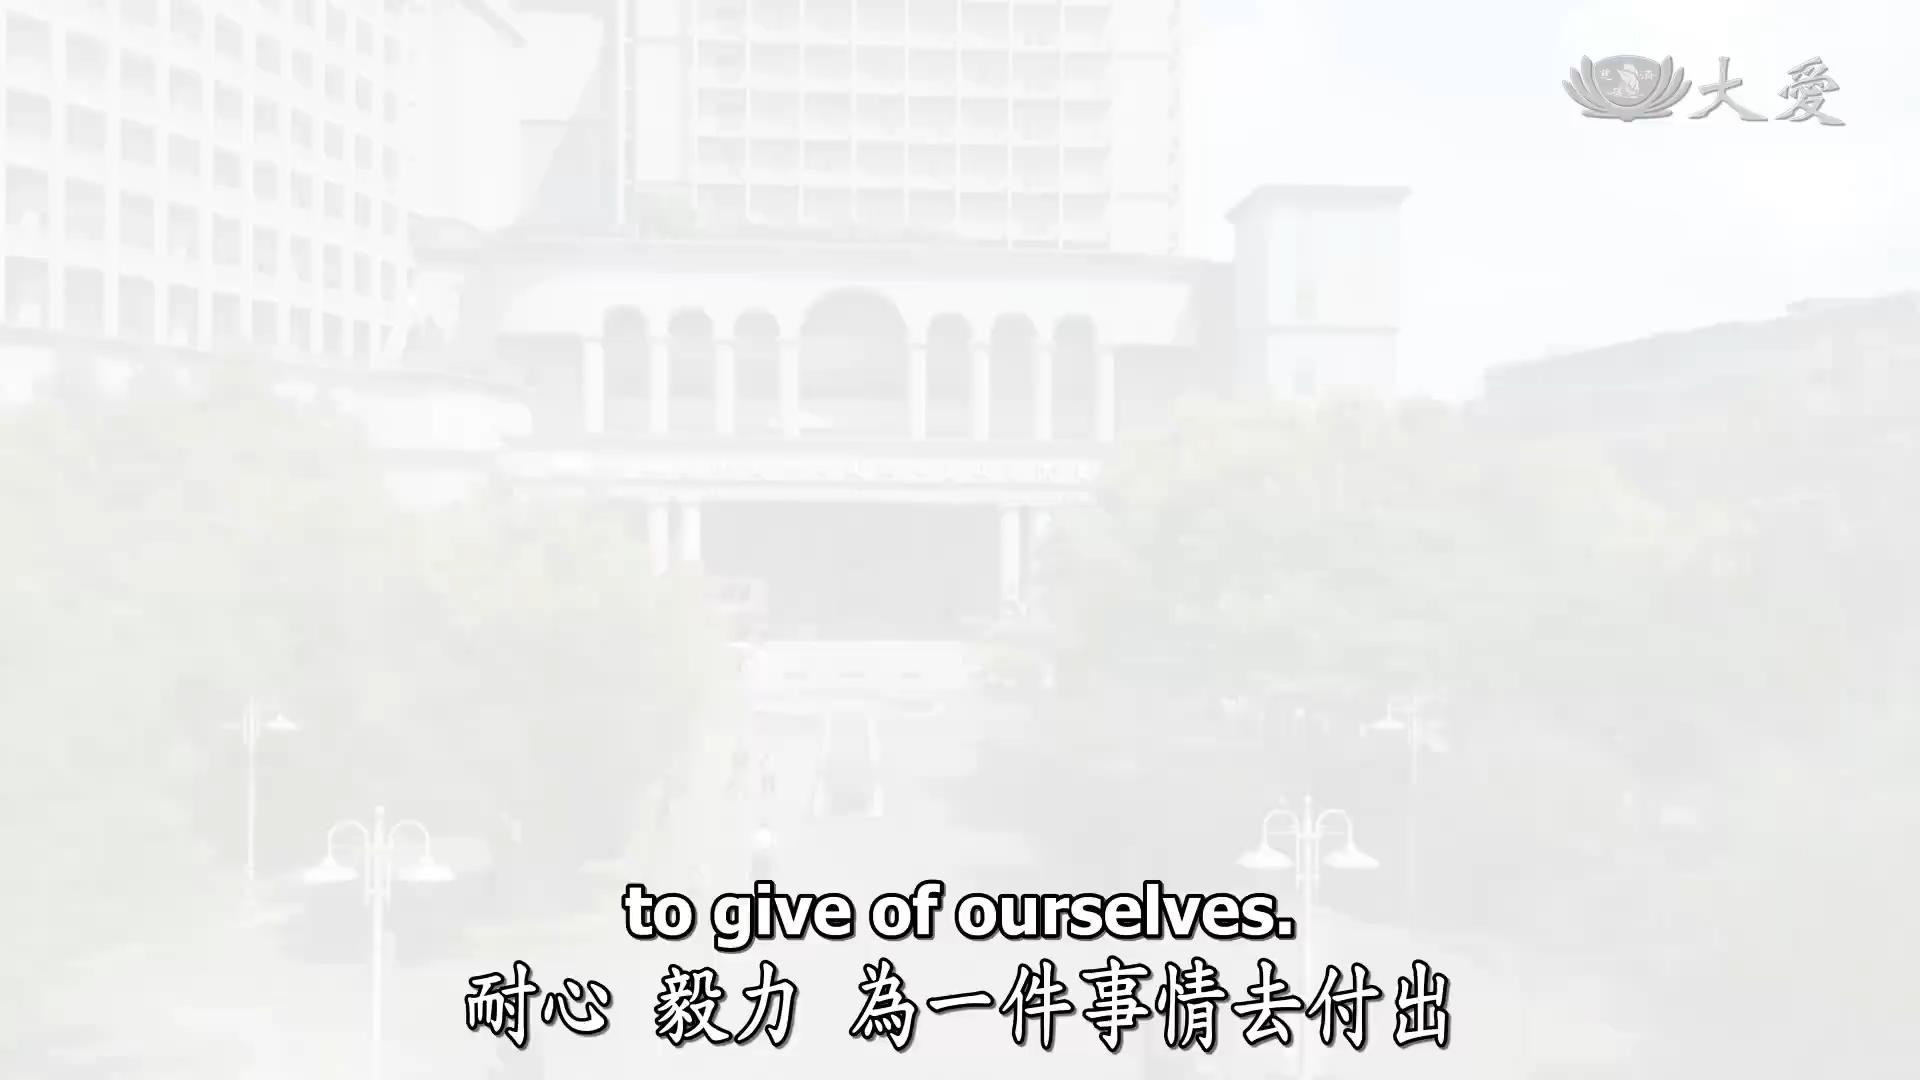 大愛
to give of ourselves.
耐心 毅力 為一件事情去付出